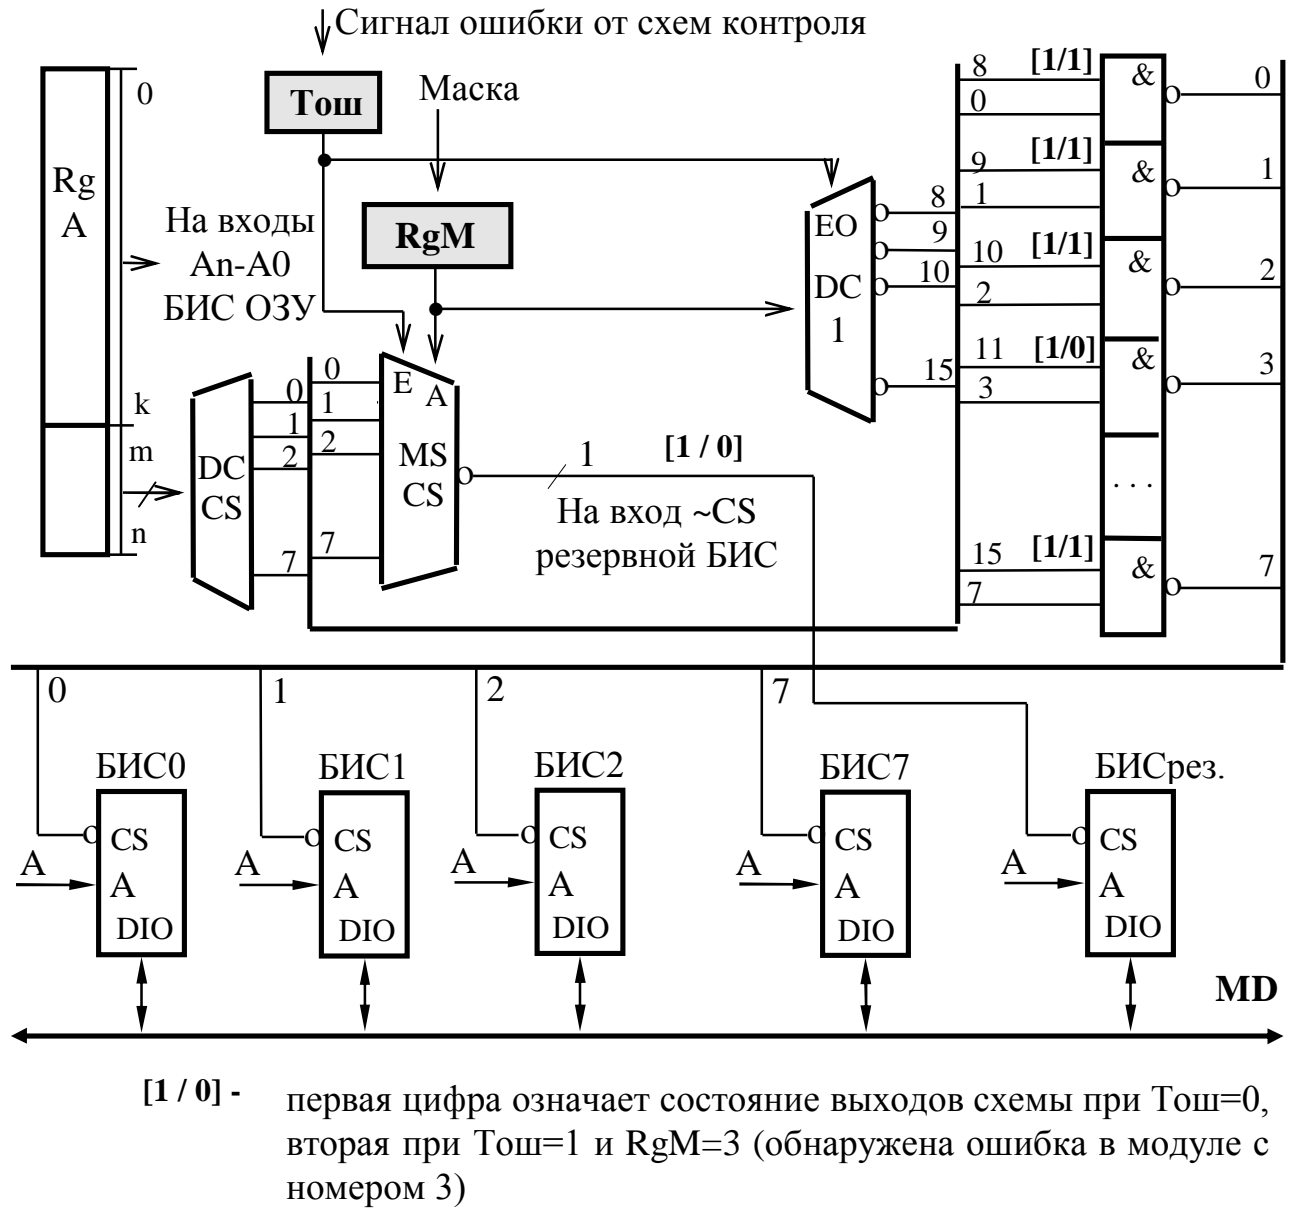 Сигнал ошибки от схем контроля
Тош
Маска
0
Rg
A
k
m
n
На входы
An-A0
БИС ОЗУ
RgM
EO
DC
1
8
9
10
15
DC
CS
0
1
2
7
0
1
2
7
E
A
MS
CS
1
[1 / 0]
На вход ~CS
резервной БИС
8
[1/1]
0
&
0
9
[1/1]
1
&
1
10
[1/1]
2
&
2
11
[1/0]
3
&
3
. . .
15
[1/1]
7
&
7
0
1
2
7
БИС0
БИС1
БИС2
БИС7
БИСрез.
A
CS
A
DIO
A
CS
A
DIO
A
CS
A
DIO
A
CS
A
DIO
A
CS
A
DIO
MD
[1 / 0] -
первая цифра означает состояние выходов схемы при Тош=0,
вторая при Тош=1 и RgM=3 (обнаружена ошибка в модуле с
номером 3)